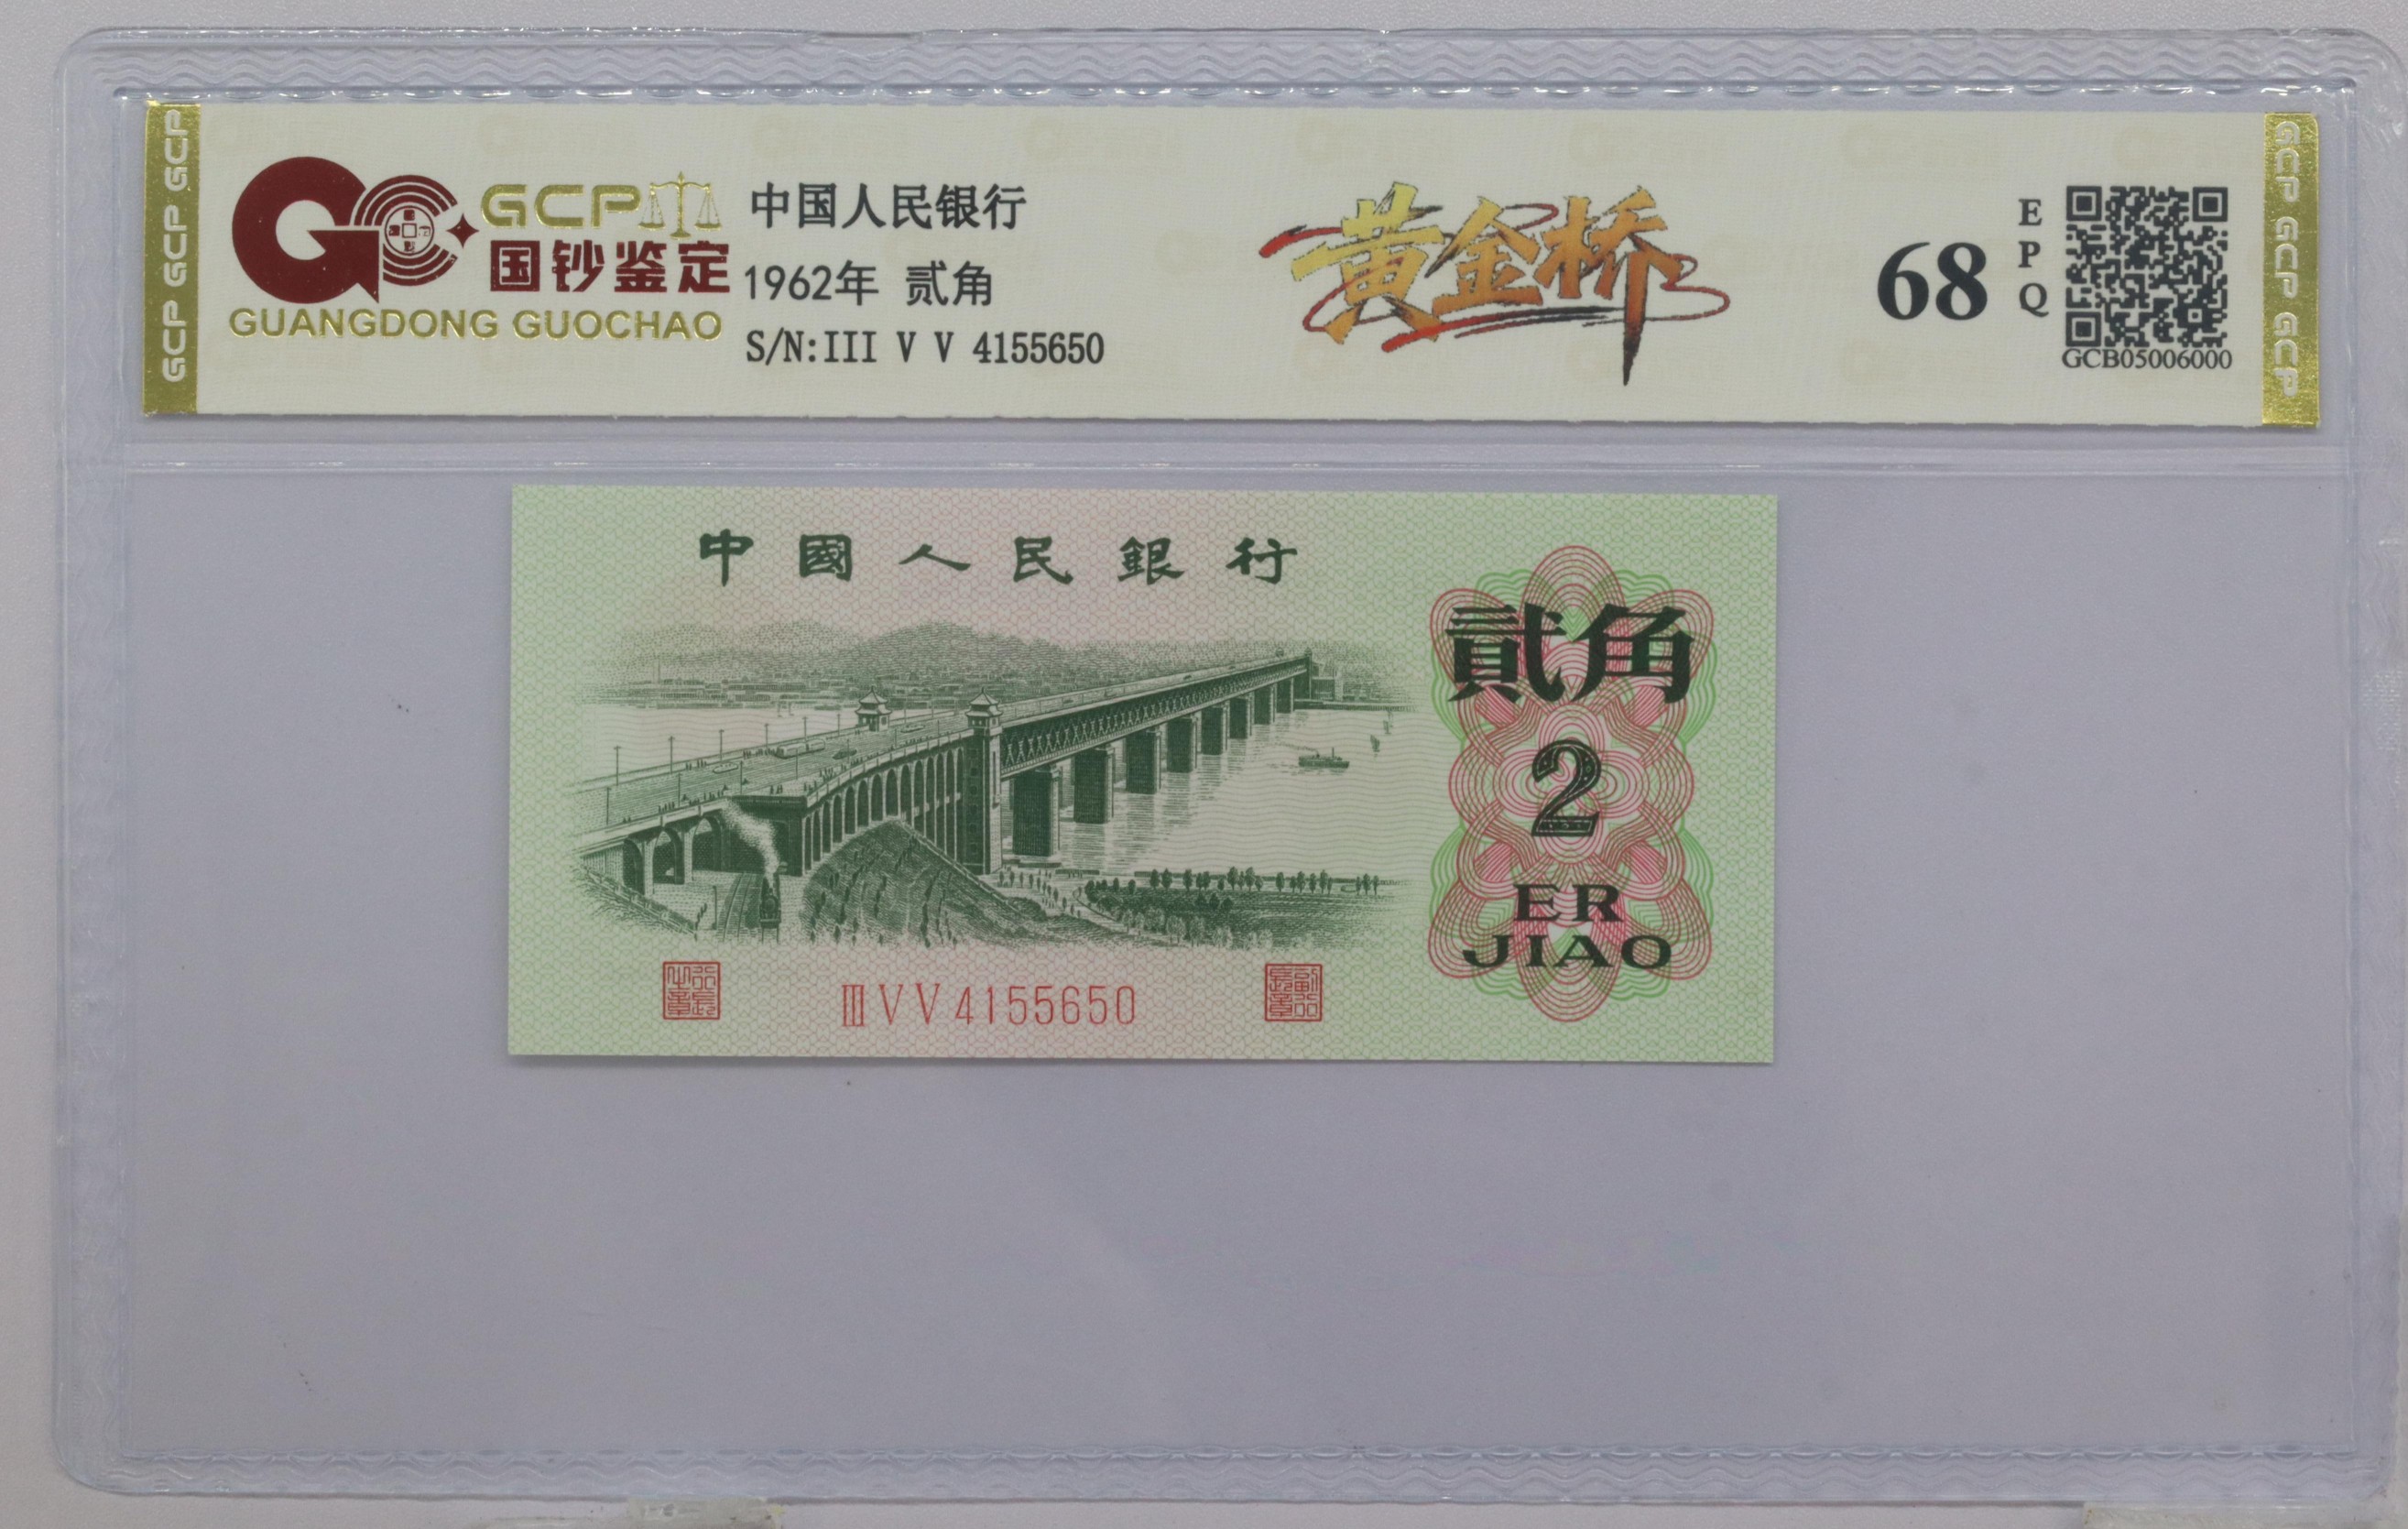 GCP GCP GCP
GCP
国钞鉴定
GUANGDONG GUOCHAO
中国人民银行
1962年 贰角
S/N:III V V 4155650
黄金桥
68
EPQ
GCB05006000
GCP GCP GCP
中國人民銀行
貳角
2
ER
JIAO
III V V 4155650